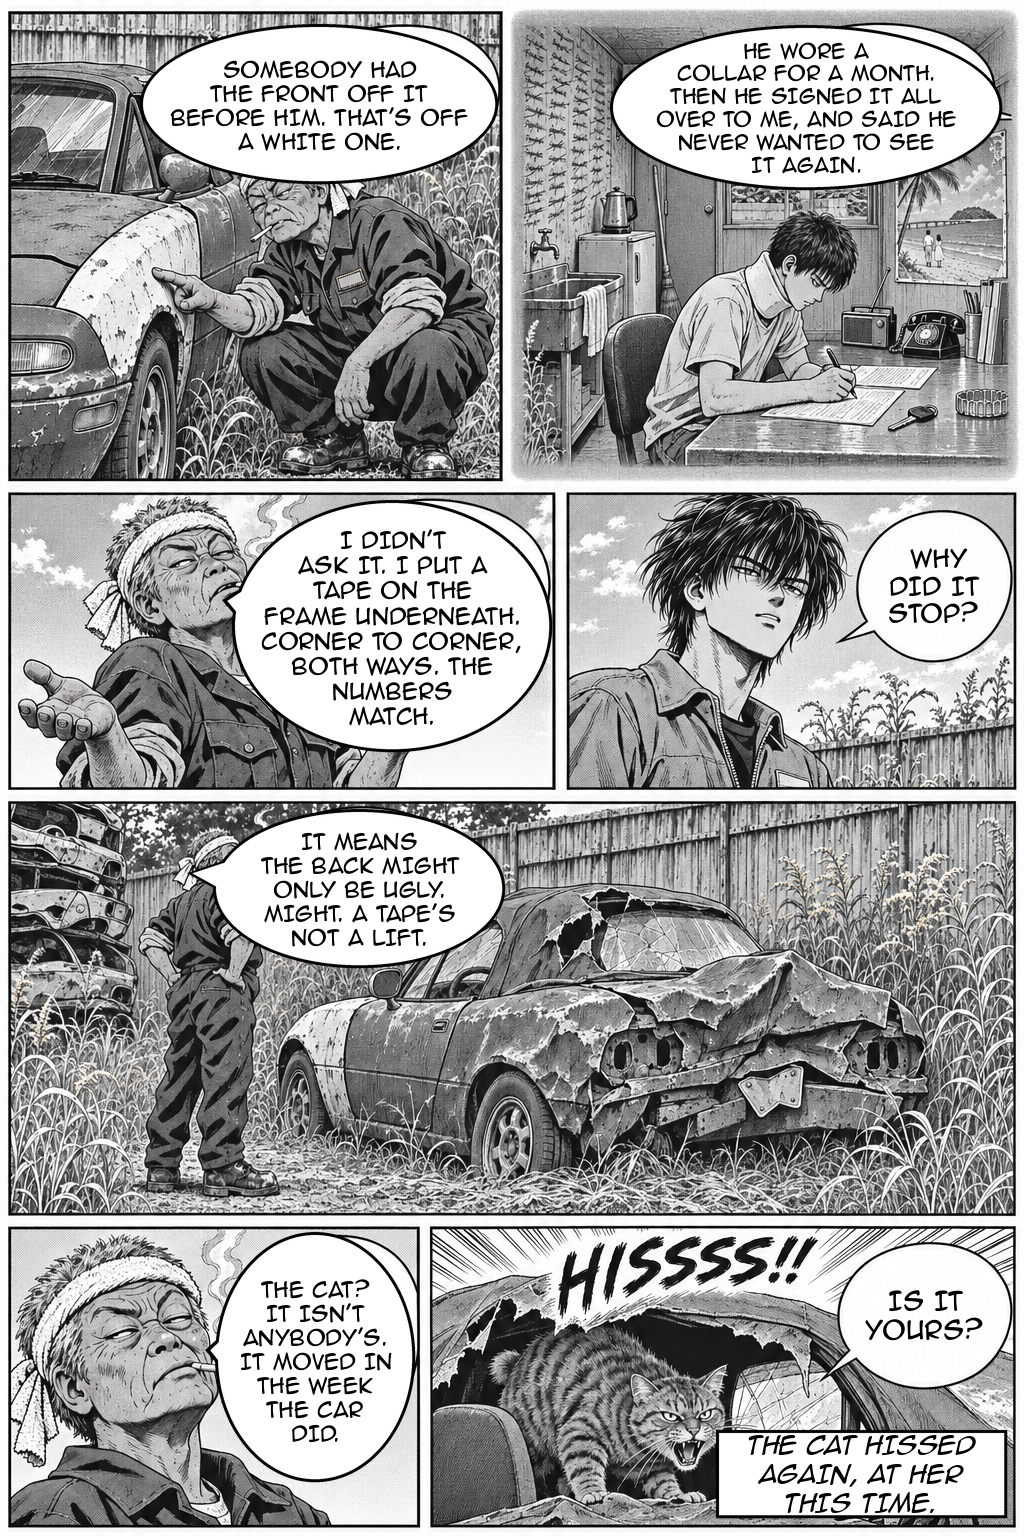 SOMEBODY HAD
THE FRONT OFF IT
BEFORE HIM. THAT'S OFF
A WHITE ONE.
HE WORE A
COLLAR FOR A MONTH.
THEN HE SIGNED IT ALL
OVER TO ME, AND SAID HE
NEVER WANTED TO SEE
IT AGAIN.
I DIDN'T
ASK IT. I PUT A
TAPE ON THE
FRAME UNDERNEATH.
CORNER TO CORNER,
BOTH WAYS. THE
NUMBERS
MATCH.
WHY
DID IT
STOP?
IT MEANS
THE BACK MIGHT
ONLY BE UGLY.
MIGHT. A TAPE'S
NOT A LIFT.
THE CAT?
IT ISN'T
ANYBODY'S.
IT MOVED IN
THE WEEK
THE CAR
DID.
HISSSS!!
IS IT
YOURS?
THE CAT HISSED
AGAIN, AT HER
THIS TIME.